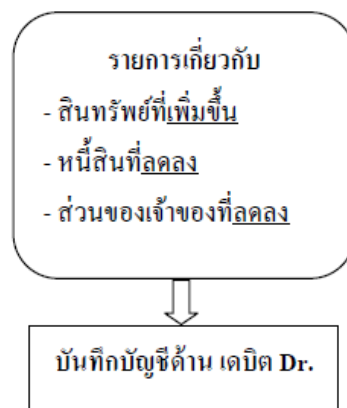 รายการเกี่ยวกับ
- สินทรัพย์ที่เพิ่มขึ้น
- หนี้สินที่ลดลง
- ส่วนของเจ้าของที่ลดลง
บันทึกบัญชีด้าน เดบิต Dr.